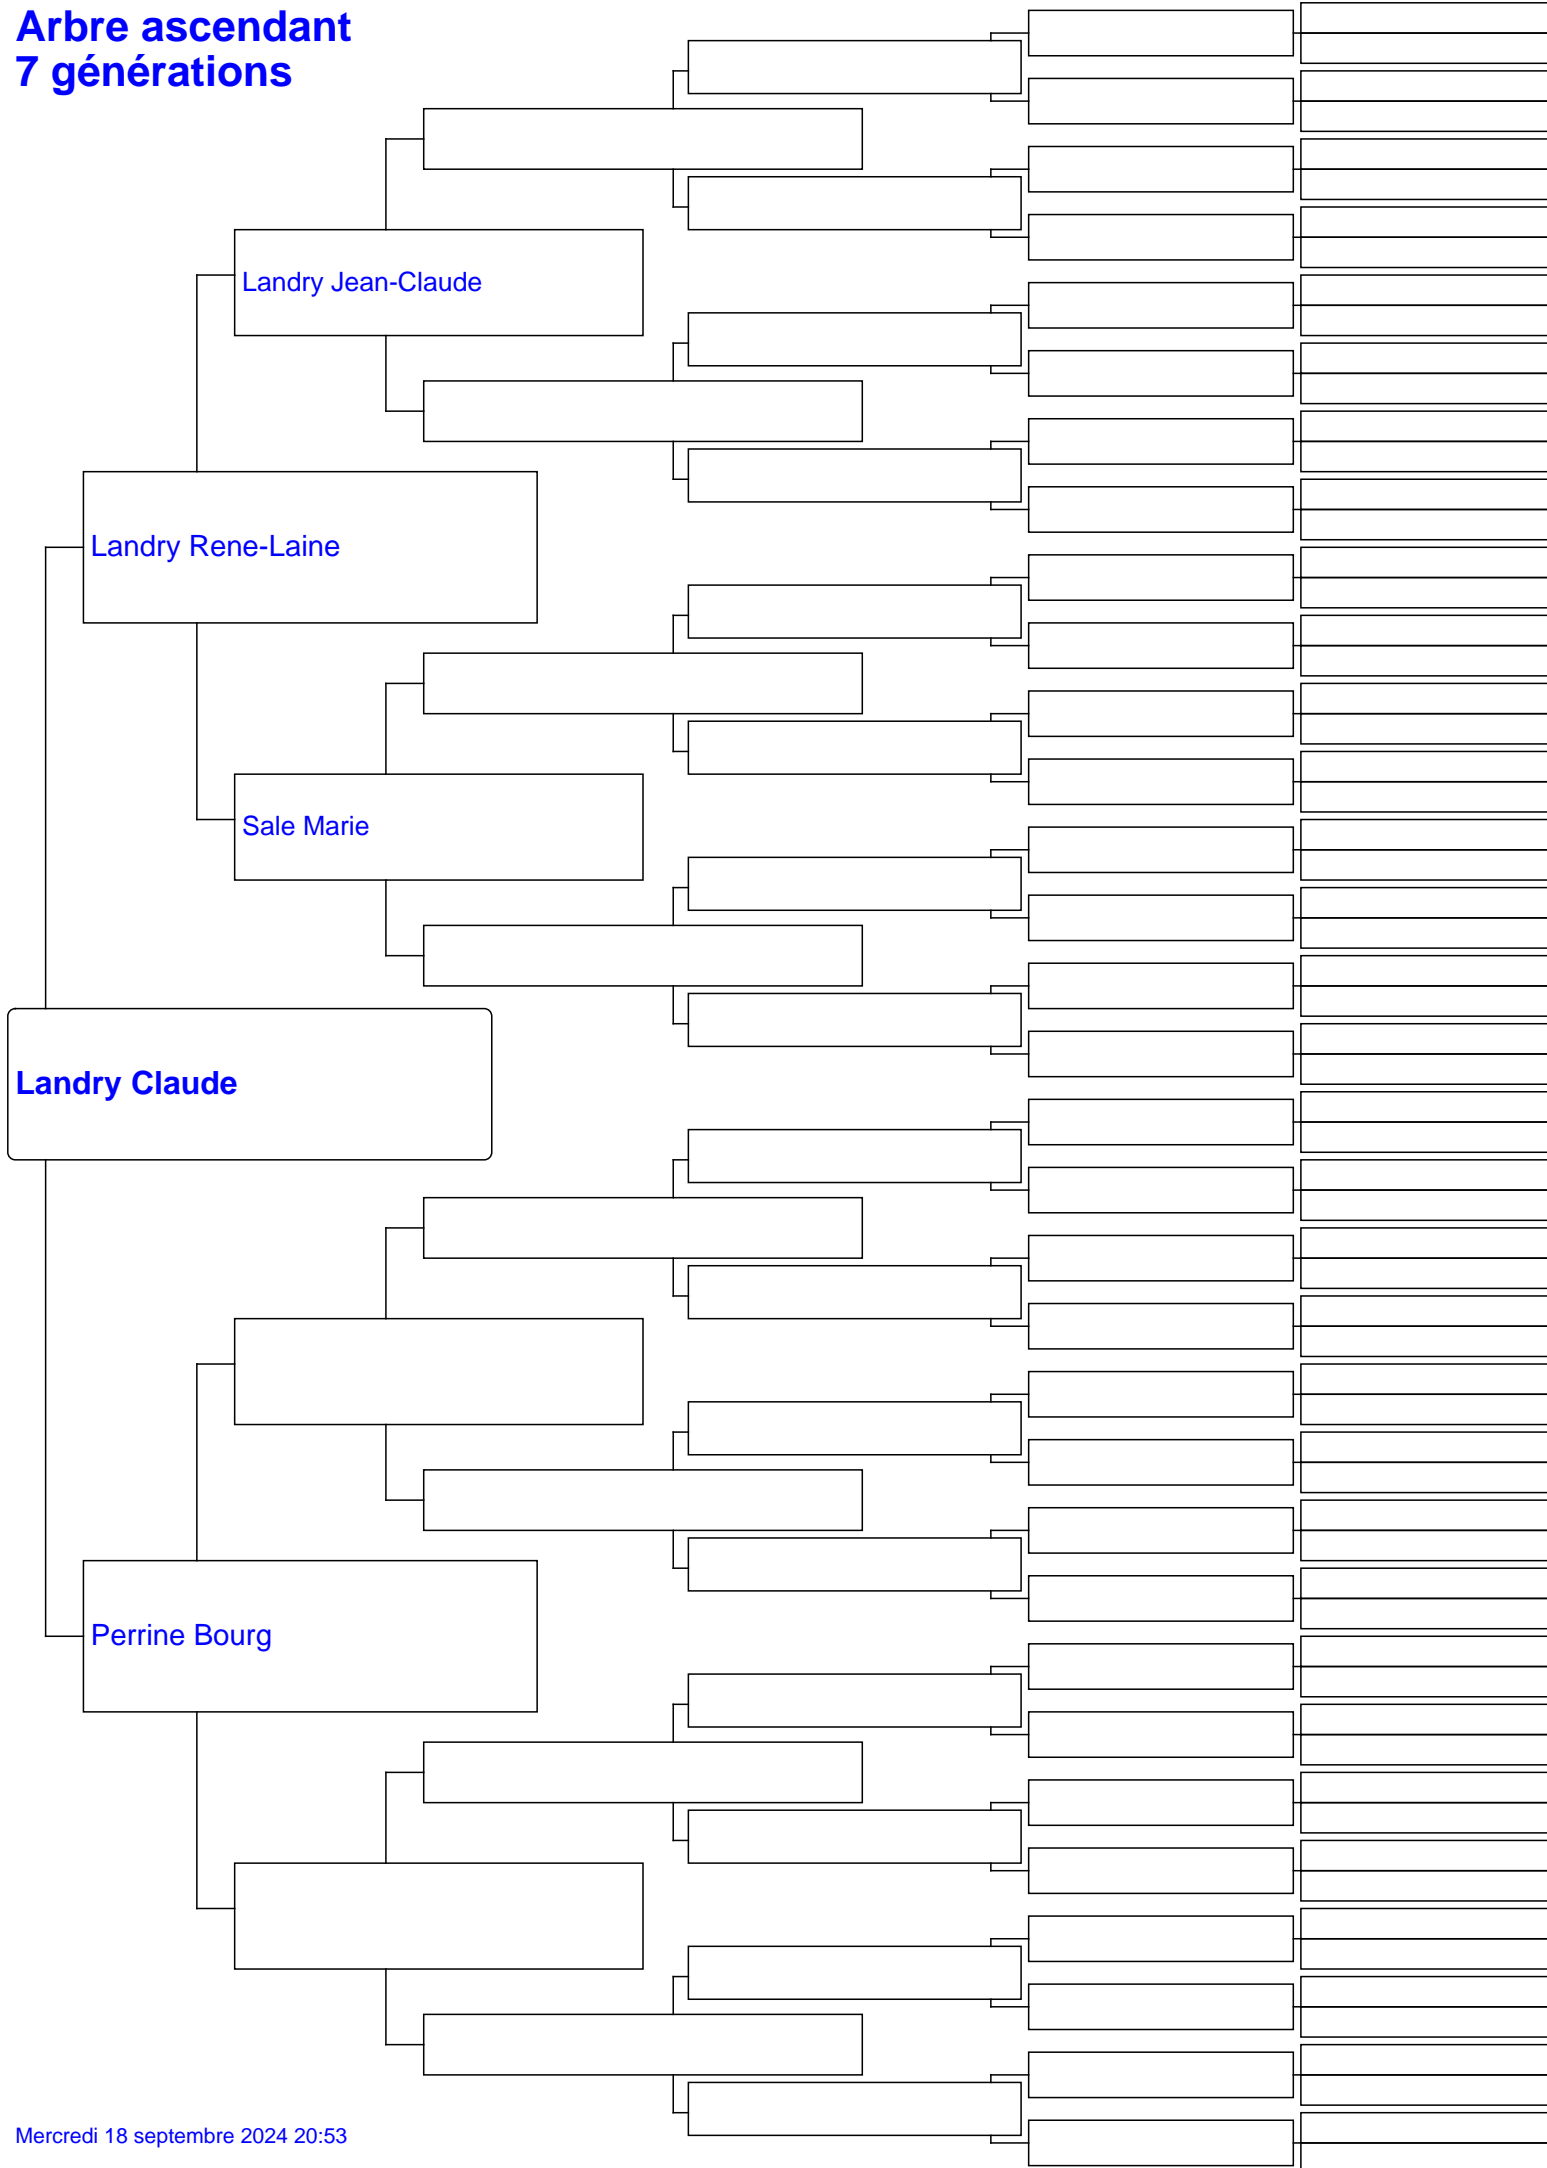 Arbre ascendant
7 générations
Landry Jean-Claude
Landry Rene-Laine
Sale Marie
Landry Claude
Perrine Bourg
Mercredi 18 septembre 2024 20:53